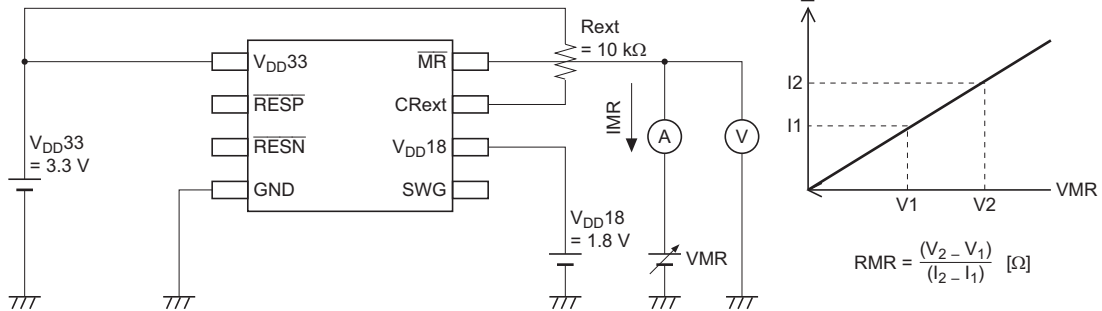 Rext
= 10 kΩ
VDD33
MR
RESP
CRext
RESN
VDD18
GND
SWG
VDD33
= 3.3 V
VDD18
= 1.8 V
IMR
A
V
VMR
I2
I1
V1
V2
VMR
RMR = (V2 – V1) / (I2 – I1) [Ω]